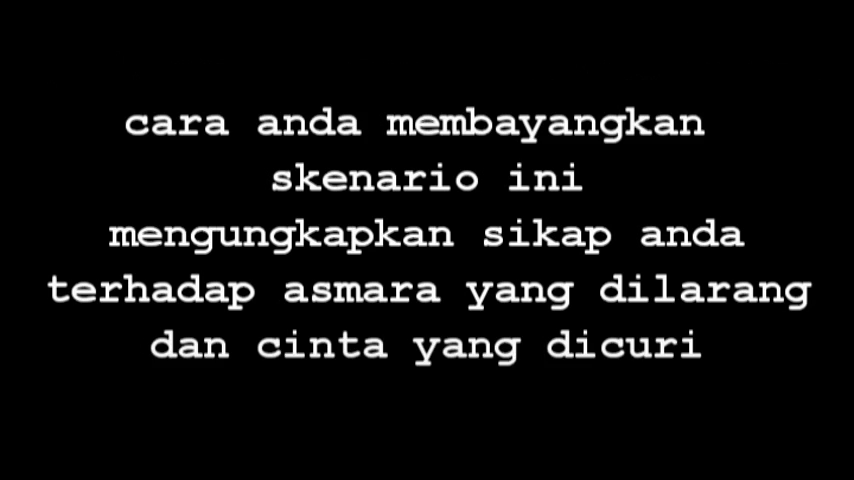 cara anda membayangkan
skenario ini
mengungkapkan sikap anda
terhadap asmara yang dilarang
dan cinta yang dicuri